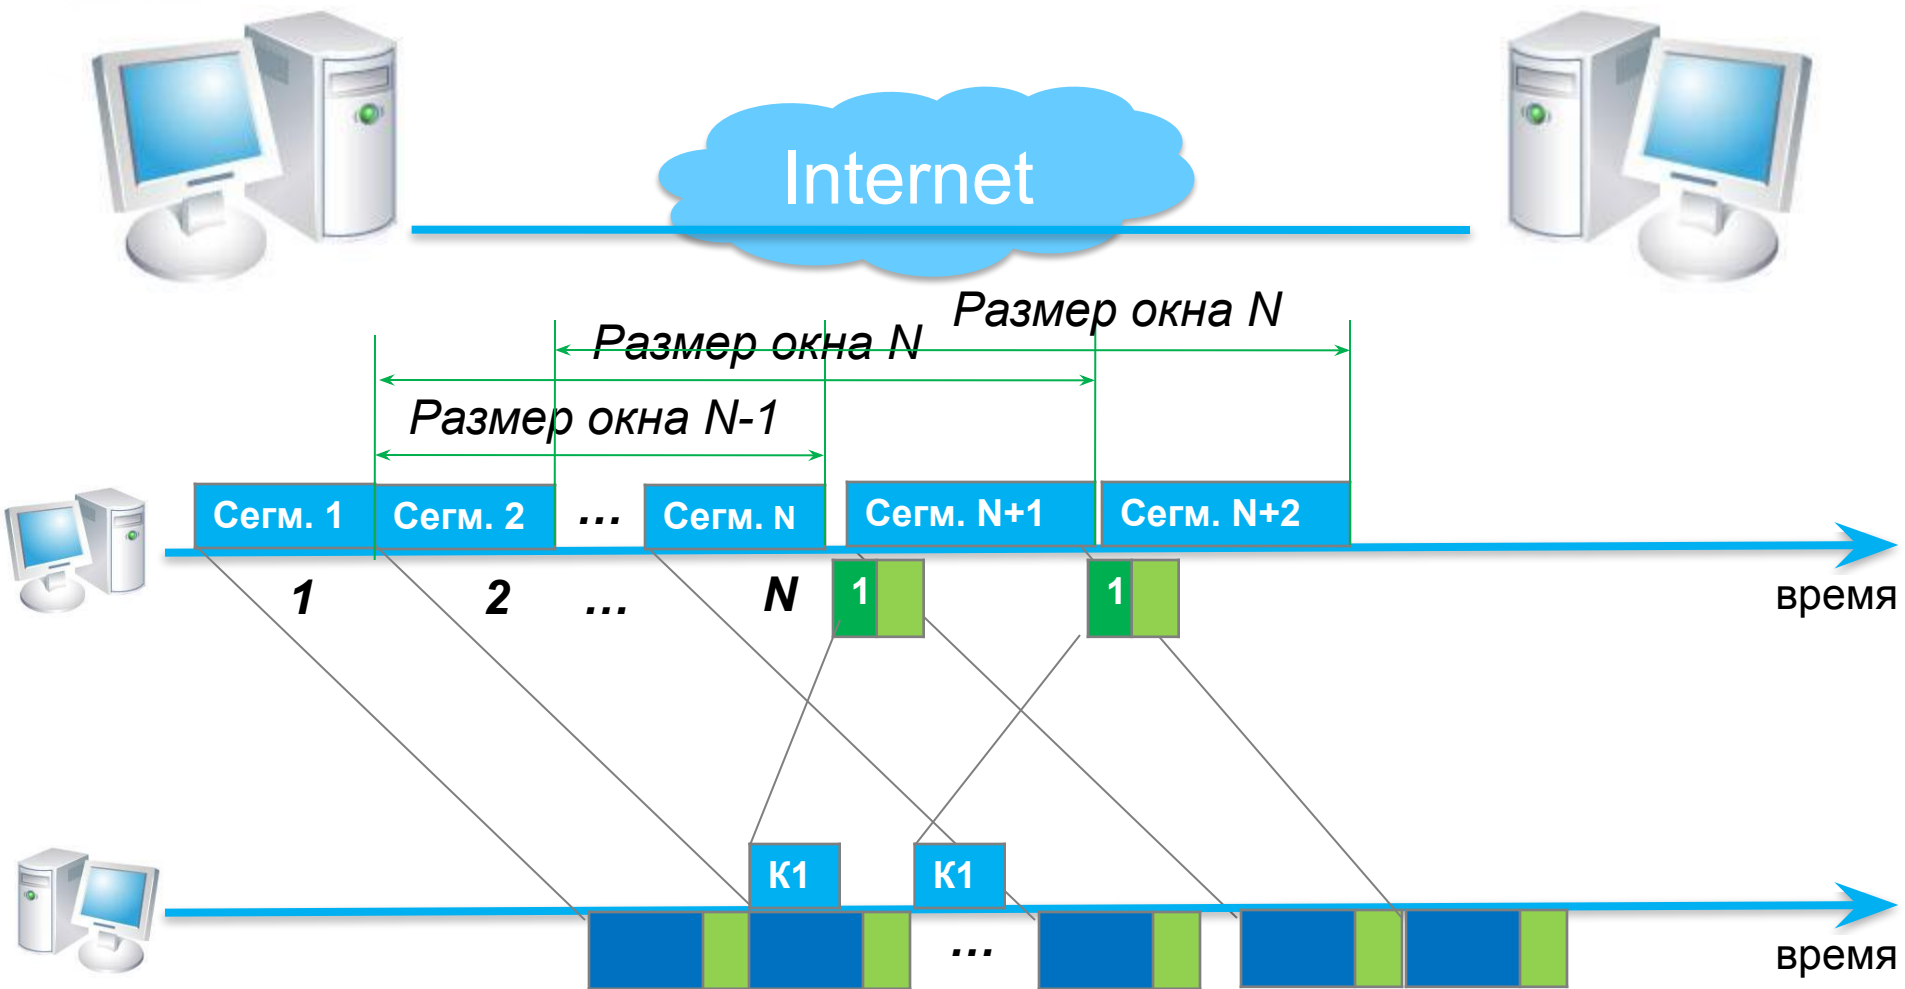 Internet
Размер окна N
Размер окна N
Размер окна N-1
Сегм. 1 Сегм. 2 ... Сегм. N Сегм. N+1 Сегм. N+2
1 2 ... N 1 1
время
К1 К1
...
время